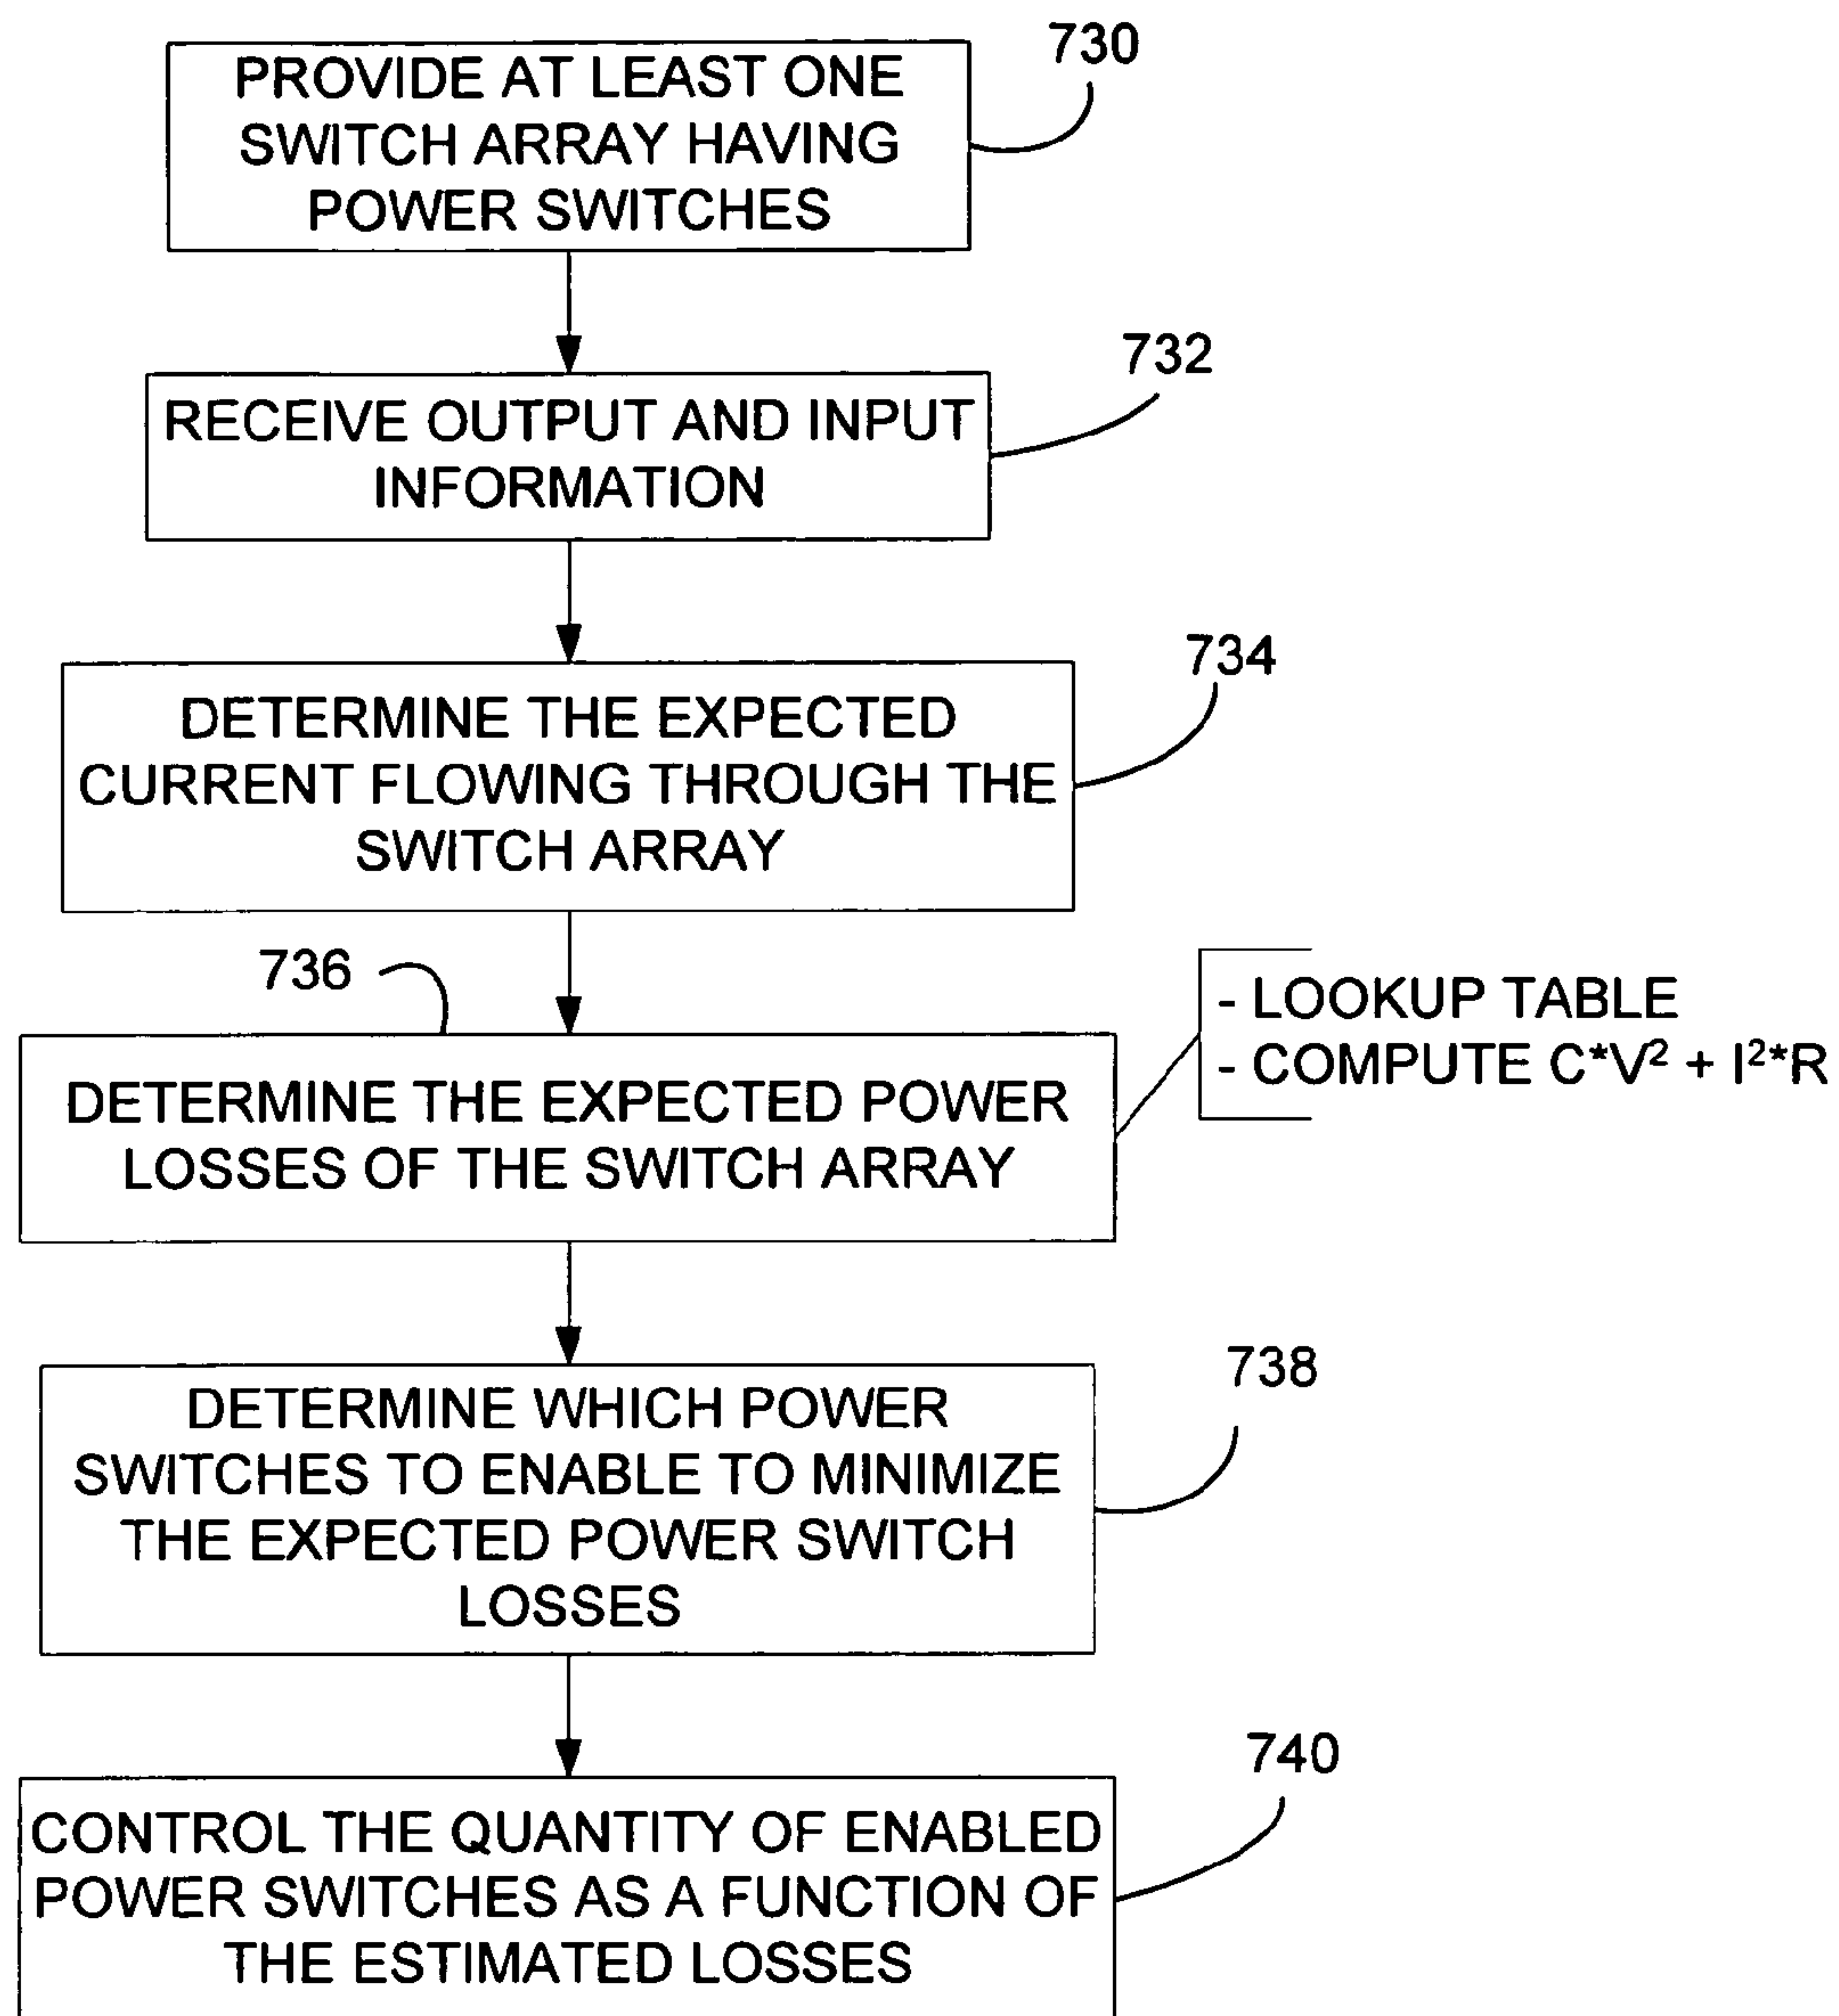 730
PROVIDE AT LEAST ONE
SWITCH ARRAY HAVING
POWER SWITCHES
732
RECEIVE OUTPUT AND INPUT
INFORMATION
734
DETERMINE THE EXPECTED
CURRENT FLOWING THROUGH THE
SWITCH ARRAY
736
- LOOKUP TABLE
- COMPUTE C*V² + I²*R
DETERMINE THE EXPECTED POWER
LOSSES OF THE SWITCH ARRAY
738
DETERMINE WHICH POWER
SWITCHES TO ENABLE TO MINIMIZE
THE EXPECTED POWER SWITCH
LOSSES
740
CONTROL THE QUANTITY OF ENABLED
POWER SWITCHES AS A FUNCTION OF
THE ESTIMATED LOSSES